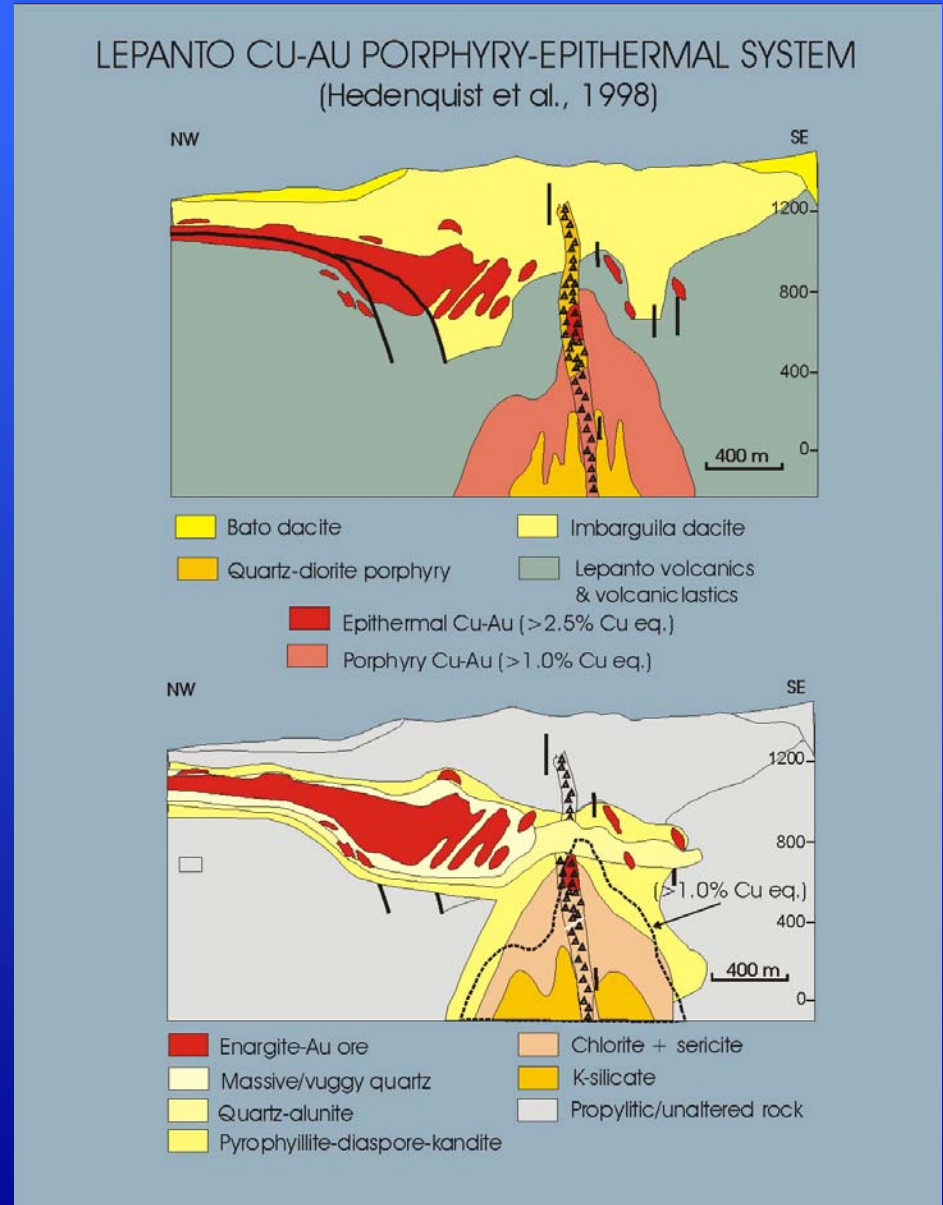 LEPANTO CU-AU PORPHYRY-EPITHERMAL SYSTEM
(Hedenquist et al., 1998)
NW
SE
1200
800
400
0
400 m
Bato dacite
Imbarguila dacite
Quartz-diorite porphyry
Lepanto volcanics
& volcaniclastics
Epithermal Cu-Au (>2.5% Cu eq.)
Porphyry Cu-Au (>1.0% Cu eq.)
NW
SE
1200
800
(>1.0% Cu eq.)
400
400 m
0
Enargite-Au ore
Chlorite + sericite
Massive/vuggy quartz
K-silicate
Quartz-alunite
Propylitic/unaltered rock
Pyrophyillite-diaspore-kandite